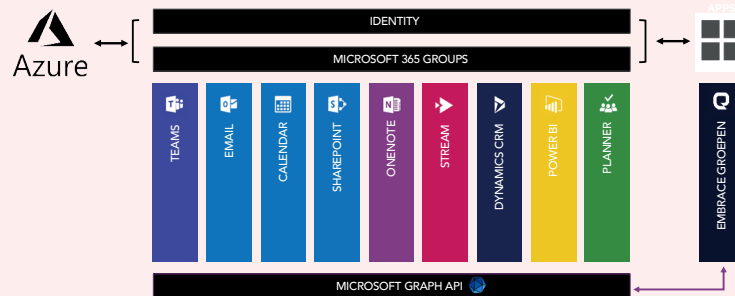 APPS
IDENTITY
Azure
MICROSOFT 365 GROUPS
TEAMS
EMAIL
CALENDAR
SHAREPOINT
ONENOTE
STREAM
DYNAMICS CRM
POWER BI
PLANNER
EMBRACE GROEPEN
MICROSOFT GRAPH API